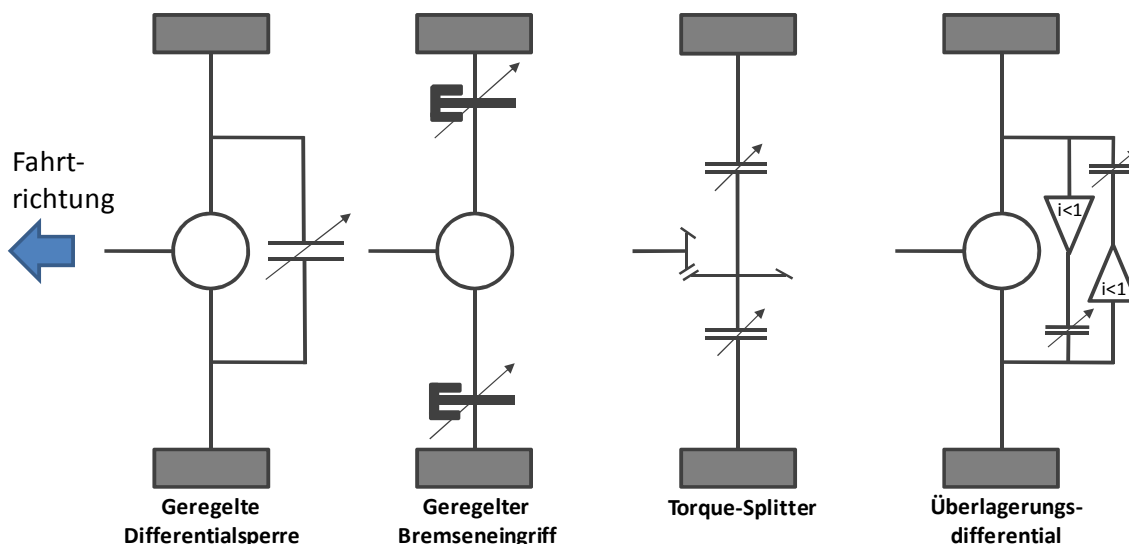 Fahrt-
richtung
i<1
i<1
Geregelte
Differentialsperre
Geregelter
Bremseneingriff
Torque-Splitter
Überlagerungs-
differential